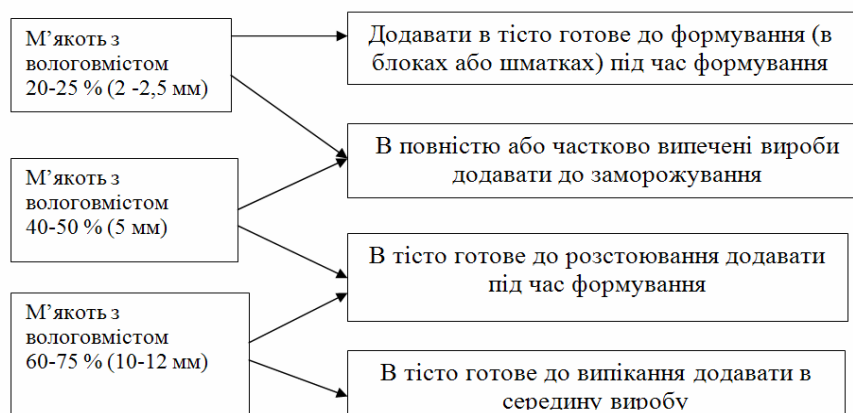 М’якоть з
вологовмістом
20-25 % (2 -2,5 мм)
Додавати в тісто готове до формування (в
блоках або шматках) під час формування
В повністю або частково випечені вироби
додавати до заморожування
М’якоть з
вологовмістом
40-50 % (5 мм)
В тісто готове до розстоювання додавати
під час формування
М’якоть з
вологовмістом
60-75 % (10-12 мм)
В тісто готове до випікання додавати в
середину виробу